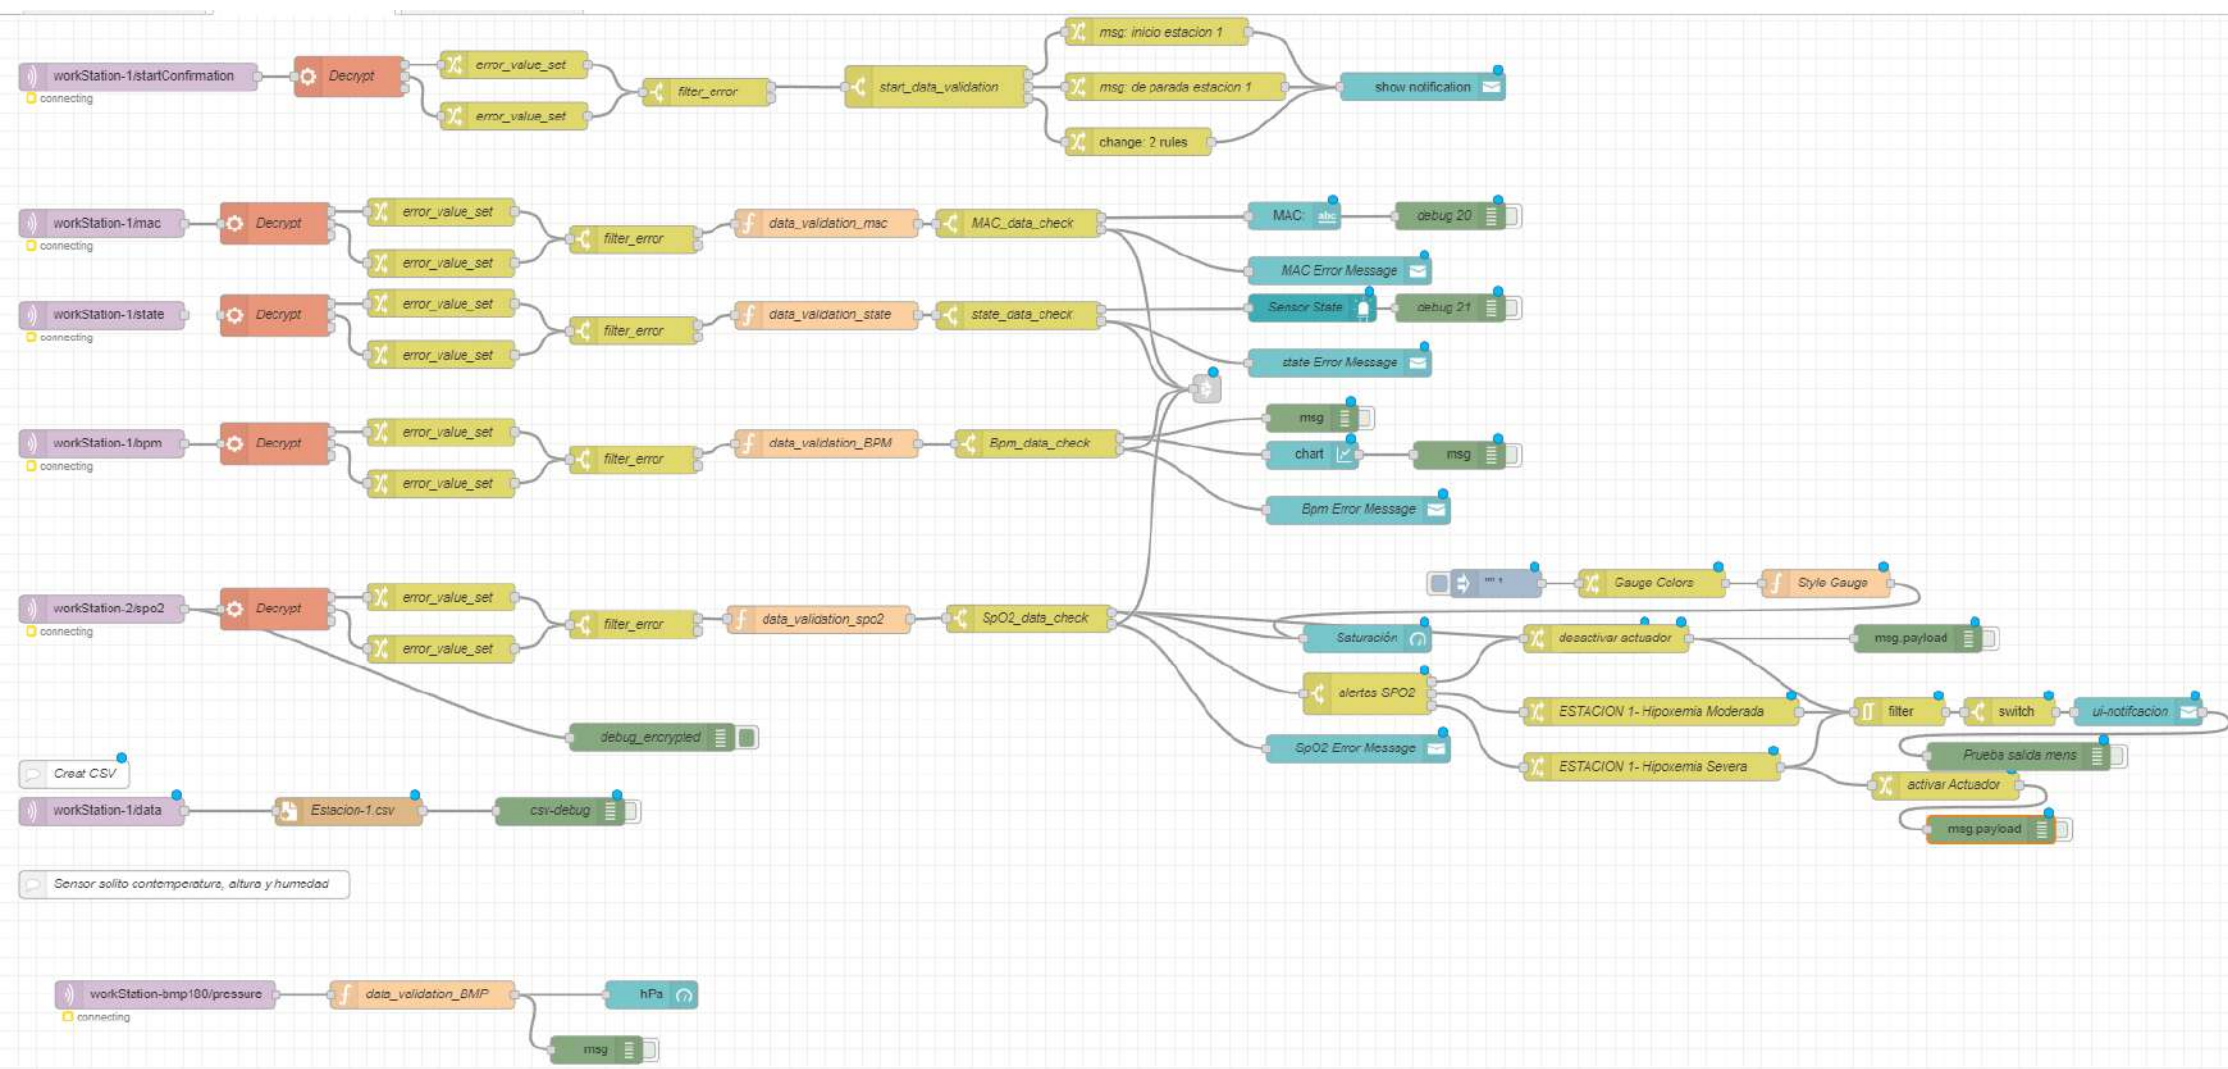 msg: inicio estacion 1
workStation-1/startConfirmation
Decrypt
error_value_set
filter_error
start_data_validation
msg: de parada estacion 1
show notification
connecting
error_value_set
change: 2 rules
workStation-1/mac
Decrypt
error_value_set
filter_error
data_validation_mac
MAC_data_check
MAC:
abc
debug 20
connecting
error_value_set
MAC Error Message
workStation-1/state
Decrypt
error_value_set
filter_error
data_validation_state
state_data_check
Sensor State
debug 21
connecting
error_value_set
state Error Message
workStation-1/bpm
Decrypt
error_value_set
filter_error
data_validation_BPM
Bpm_data_check
msg
chart
msg
connecting
error_value_set
Bpm Error Message
Gauge Colors
Style Gauge
workStation-2/spo2
Decrypt
error_value_set
filter_error
data_validation_spo2
SpO2_data_check
Saturación
desactivar actuador
msg.payload
connecting
error_value_set
alertas SPO2
ESTACION 1- Hipoxemia Moderada
filter
switch
ui-notifcacion
debug_encrypted
SpO2 Error Message
Prueba salida mens
ESTACION 1- Hipoxemia Severa
activar Actuador
msg.payload
Creat CSV
workStation-1/data
Estacion-1.csv
csv-debug
Sensor solito contemperatura, altura y humedad
workStation-bmp180/pressure
data_validation_BMP
hPa
connecting
msg